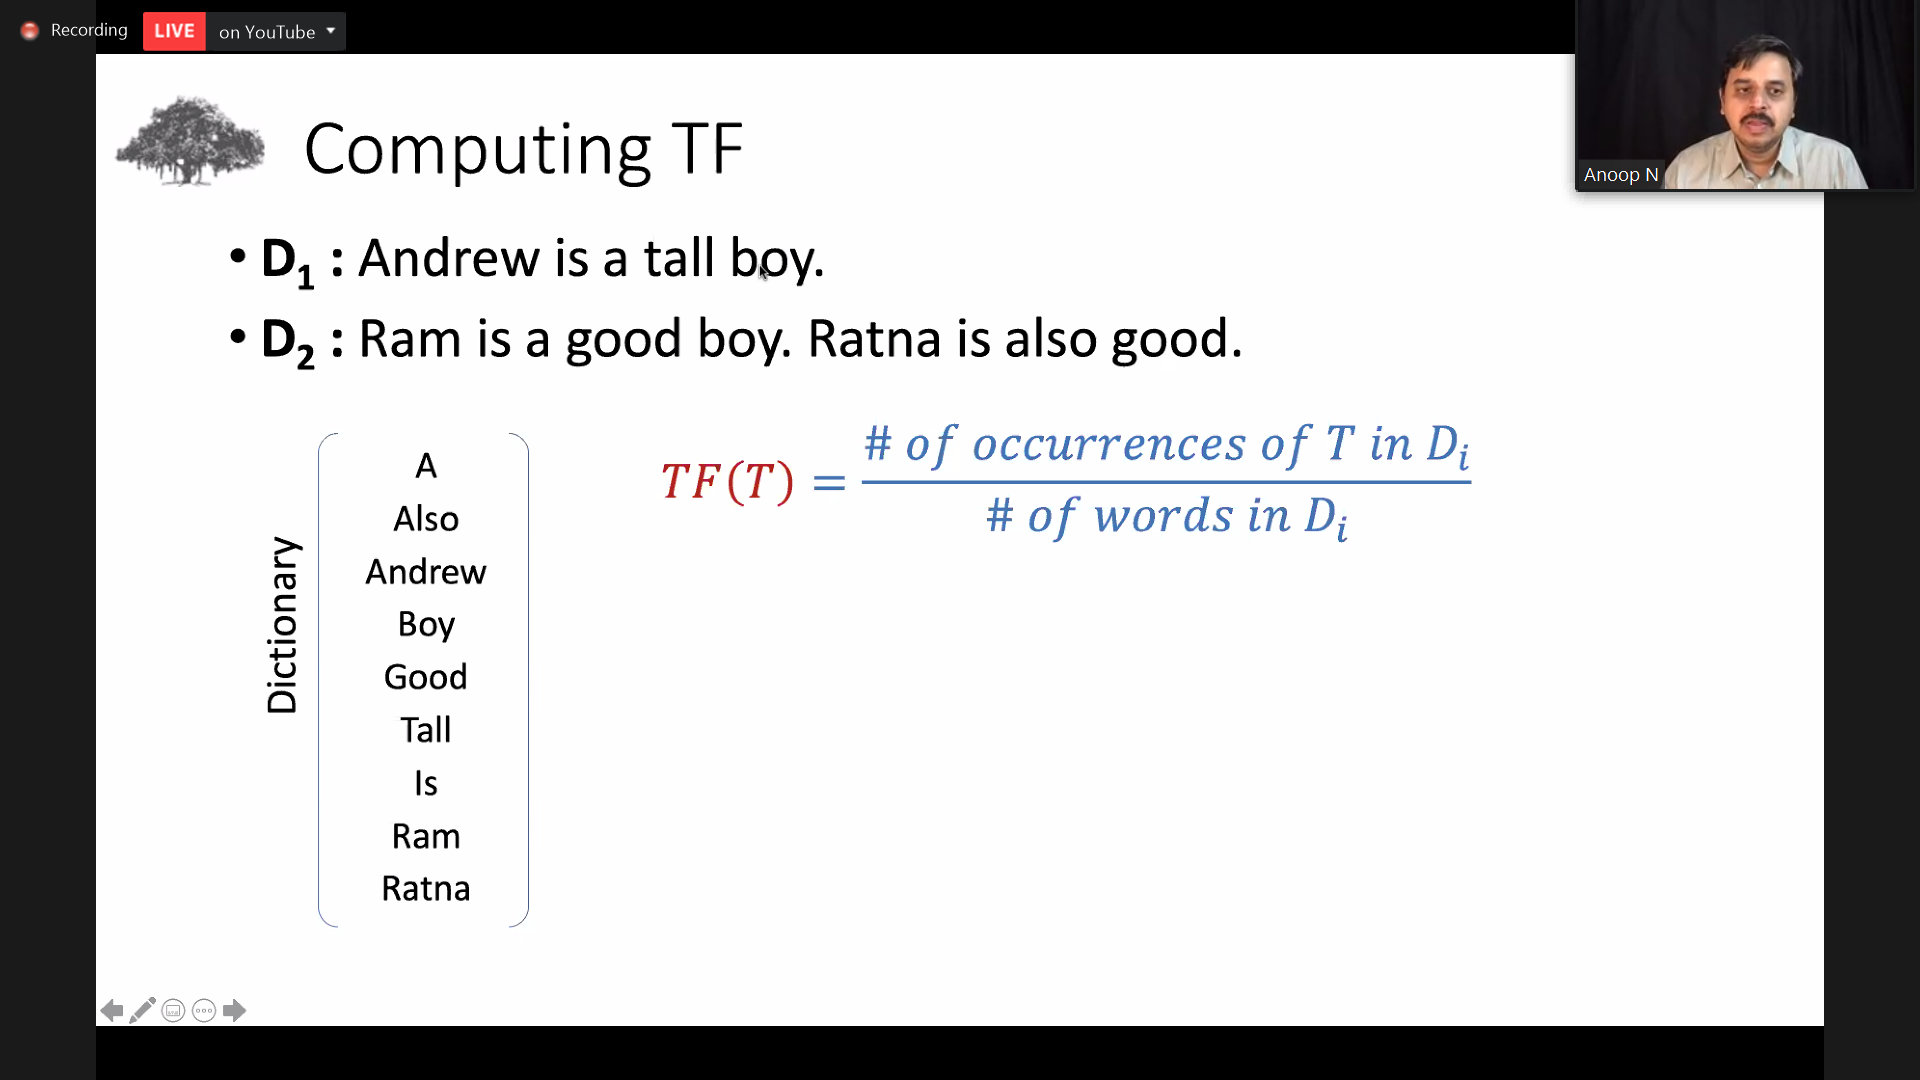 Recording
LIVE on YouTube
Anoop N
Computing TF
• D₁ : Andrew is a tall boy.
• D₂ : Ram is a good boy. Ratna is also good.
Dictionary
A
Also
Andrew
Boy
Good
Tall
Is
Ram
Ratna
TF(T) = # of occurrences of T in Dᵢ / # of words in Dᵢ